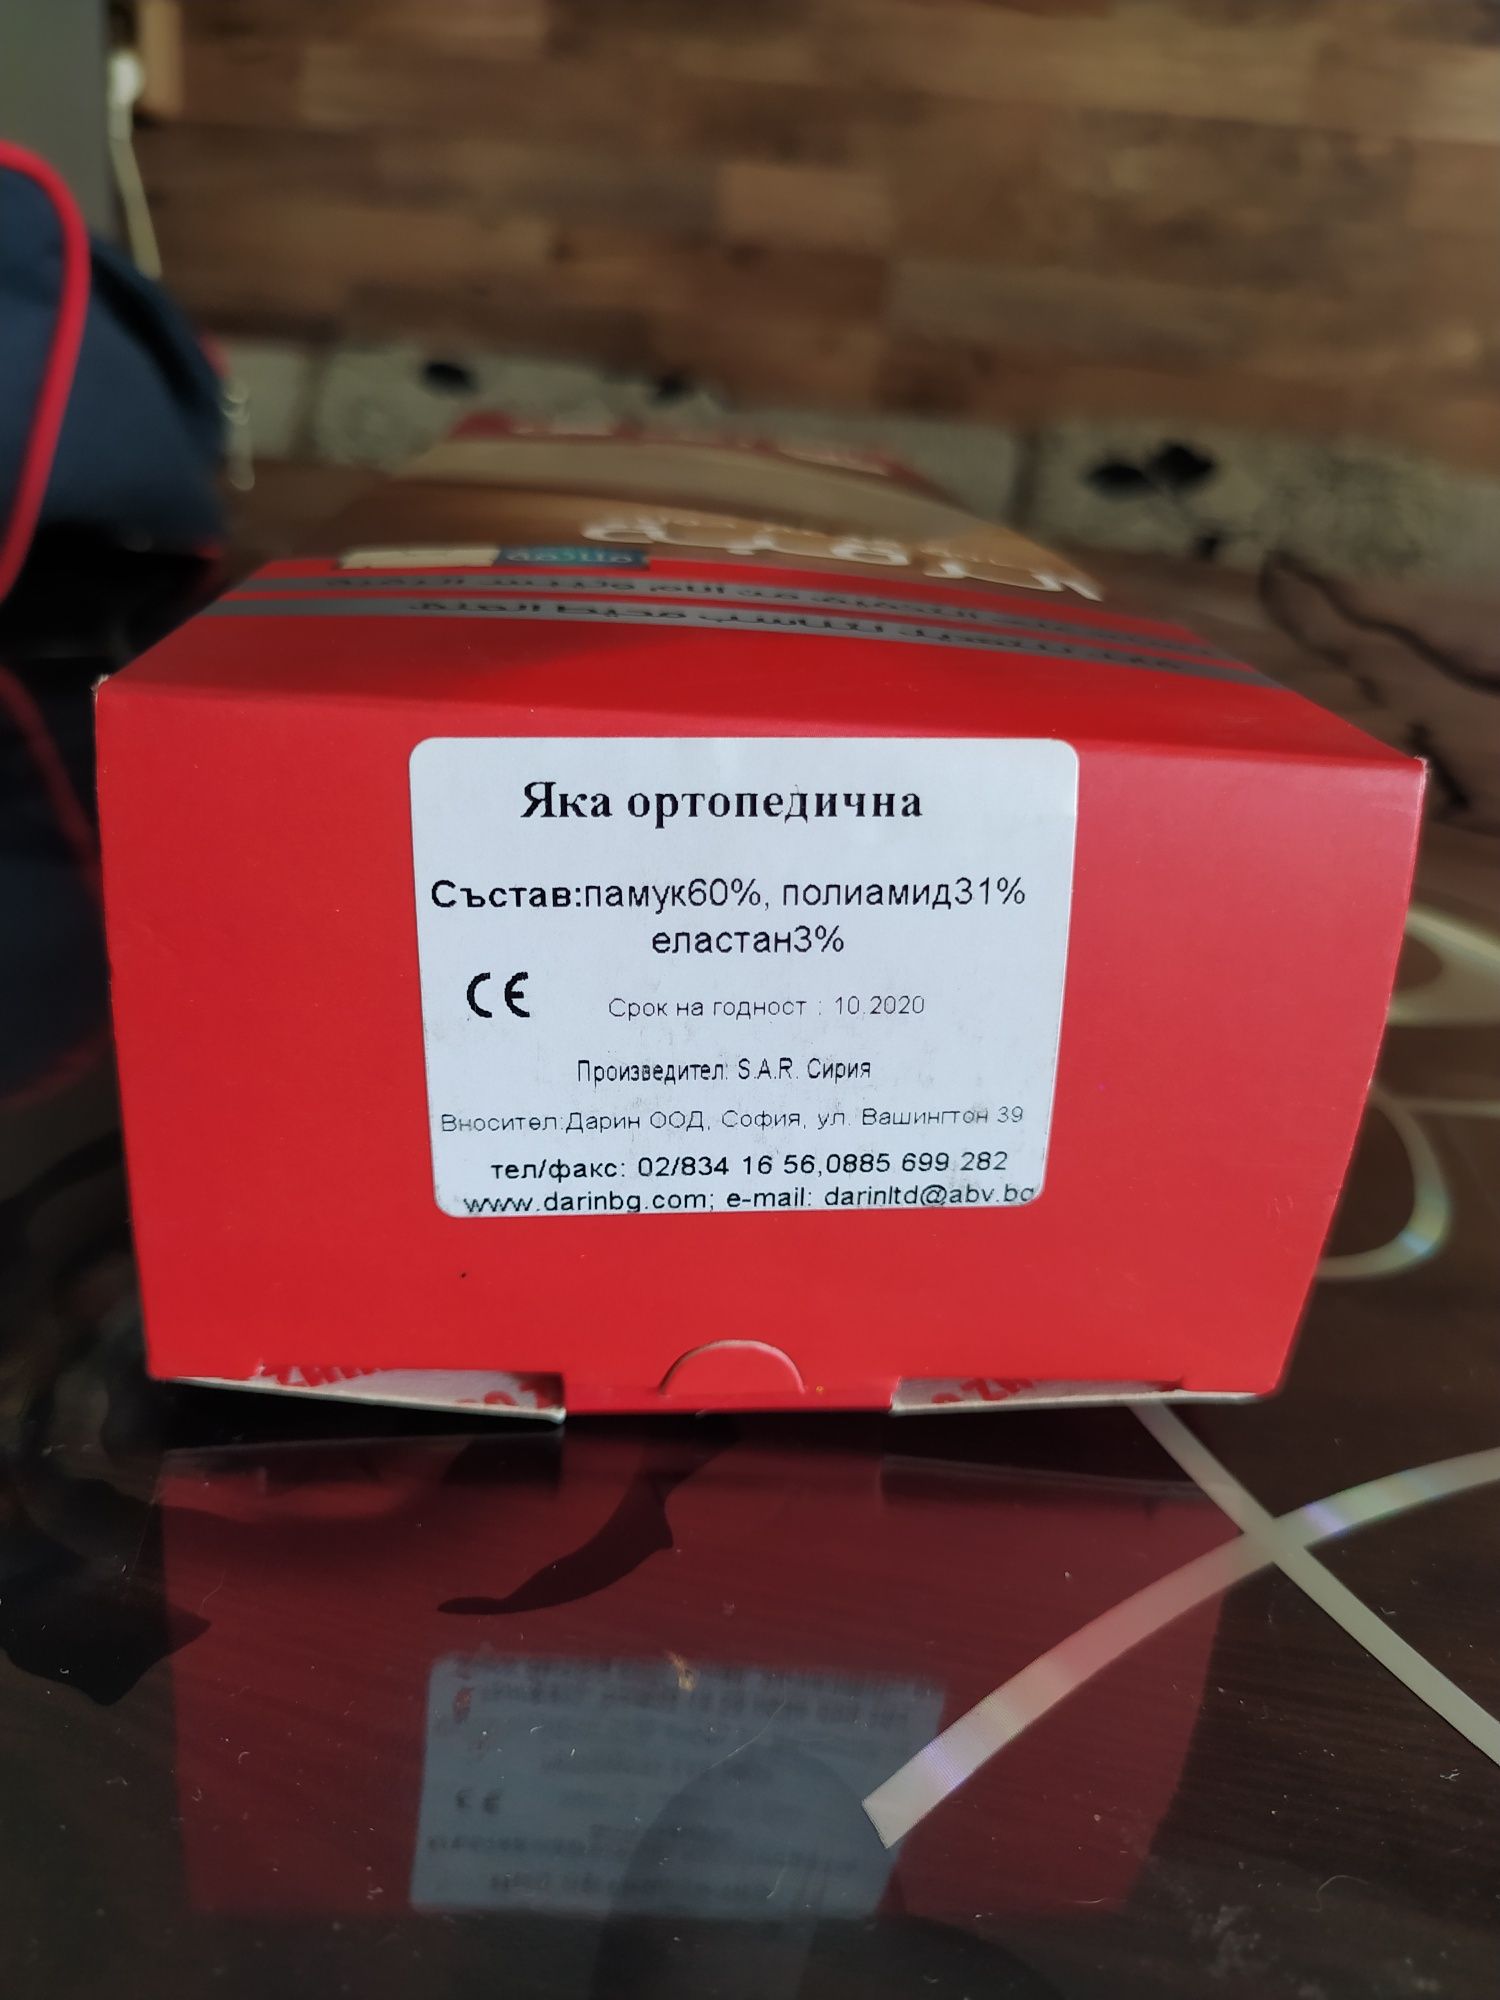 Яка ортопедична
Състав:памук60%, полиамид31%
еластан3%
CE
Срок на годност : 10.2020
Производител: S.A.R. Сирия
Вносител:Дарин ООД, София, ул. Вашингтон 39
тел/факс: 02/834 16 56,0885 699 282
www.darinbg.com; e-mail: darinltd@abv.bg